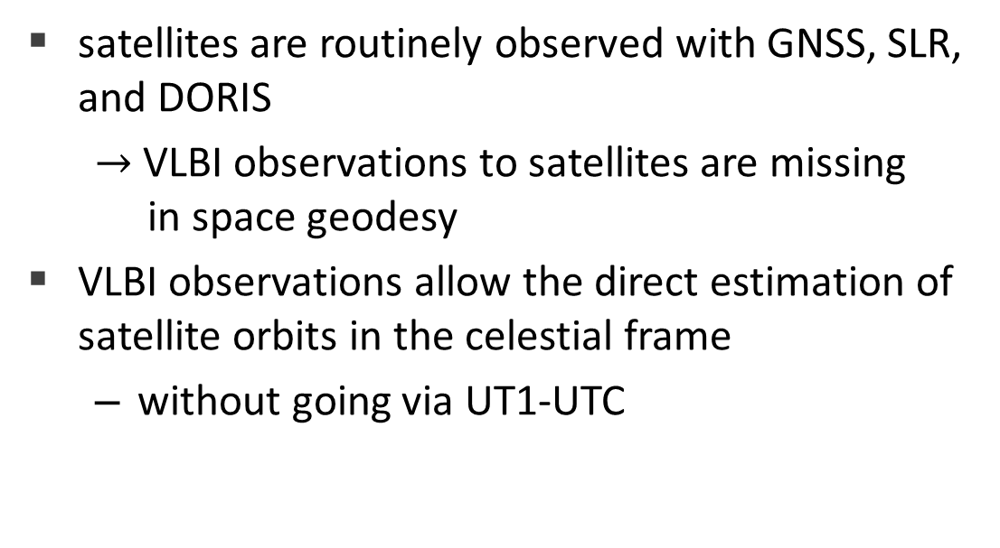 ▪ satellites are routinely observed with GNSS, SLR,
and DORIS
→ VLBI observations to satellites are missing
in space geodesy
▪ VLBI observations allow the direct estimation of
satellite orbits in the celestial frame
– without going via UT1-UTC